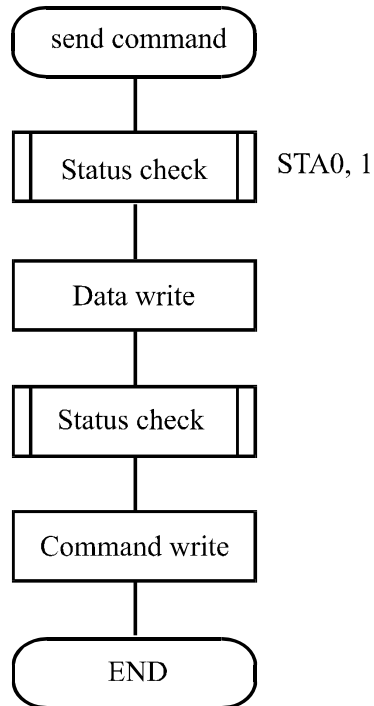 send command
Status check
STA0, 1
Data write
Status check
Command write
END